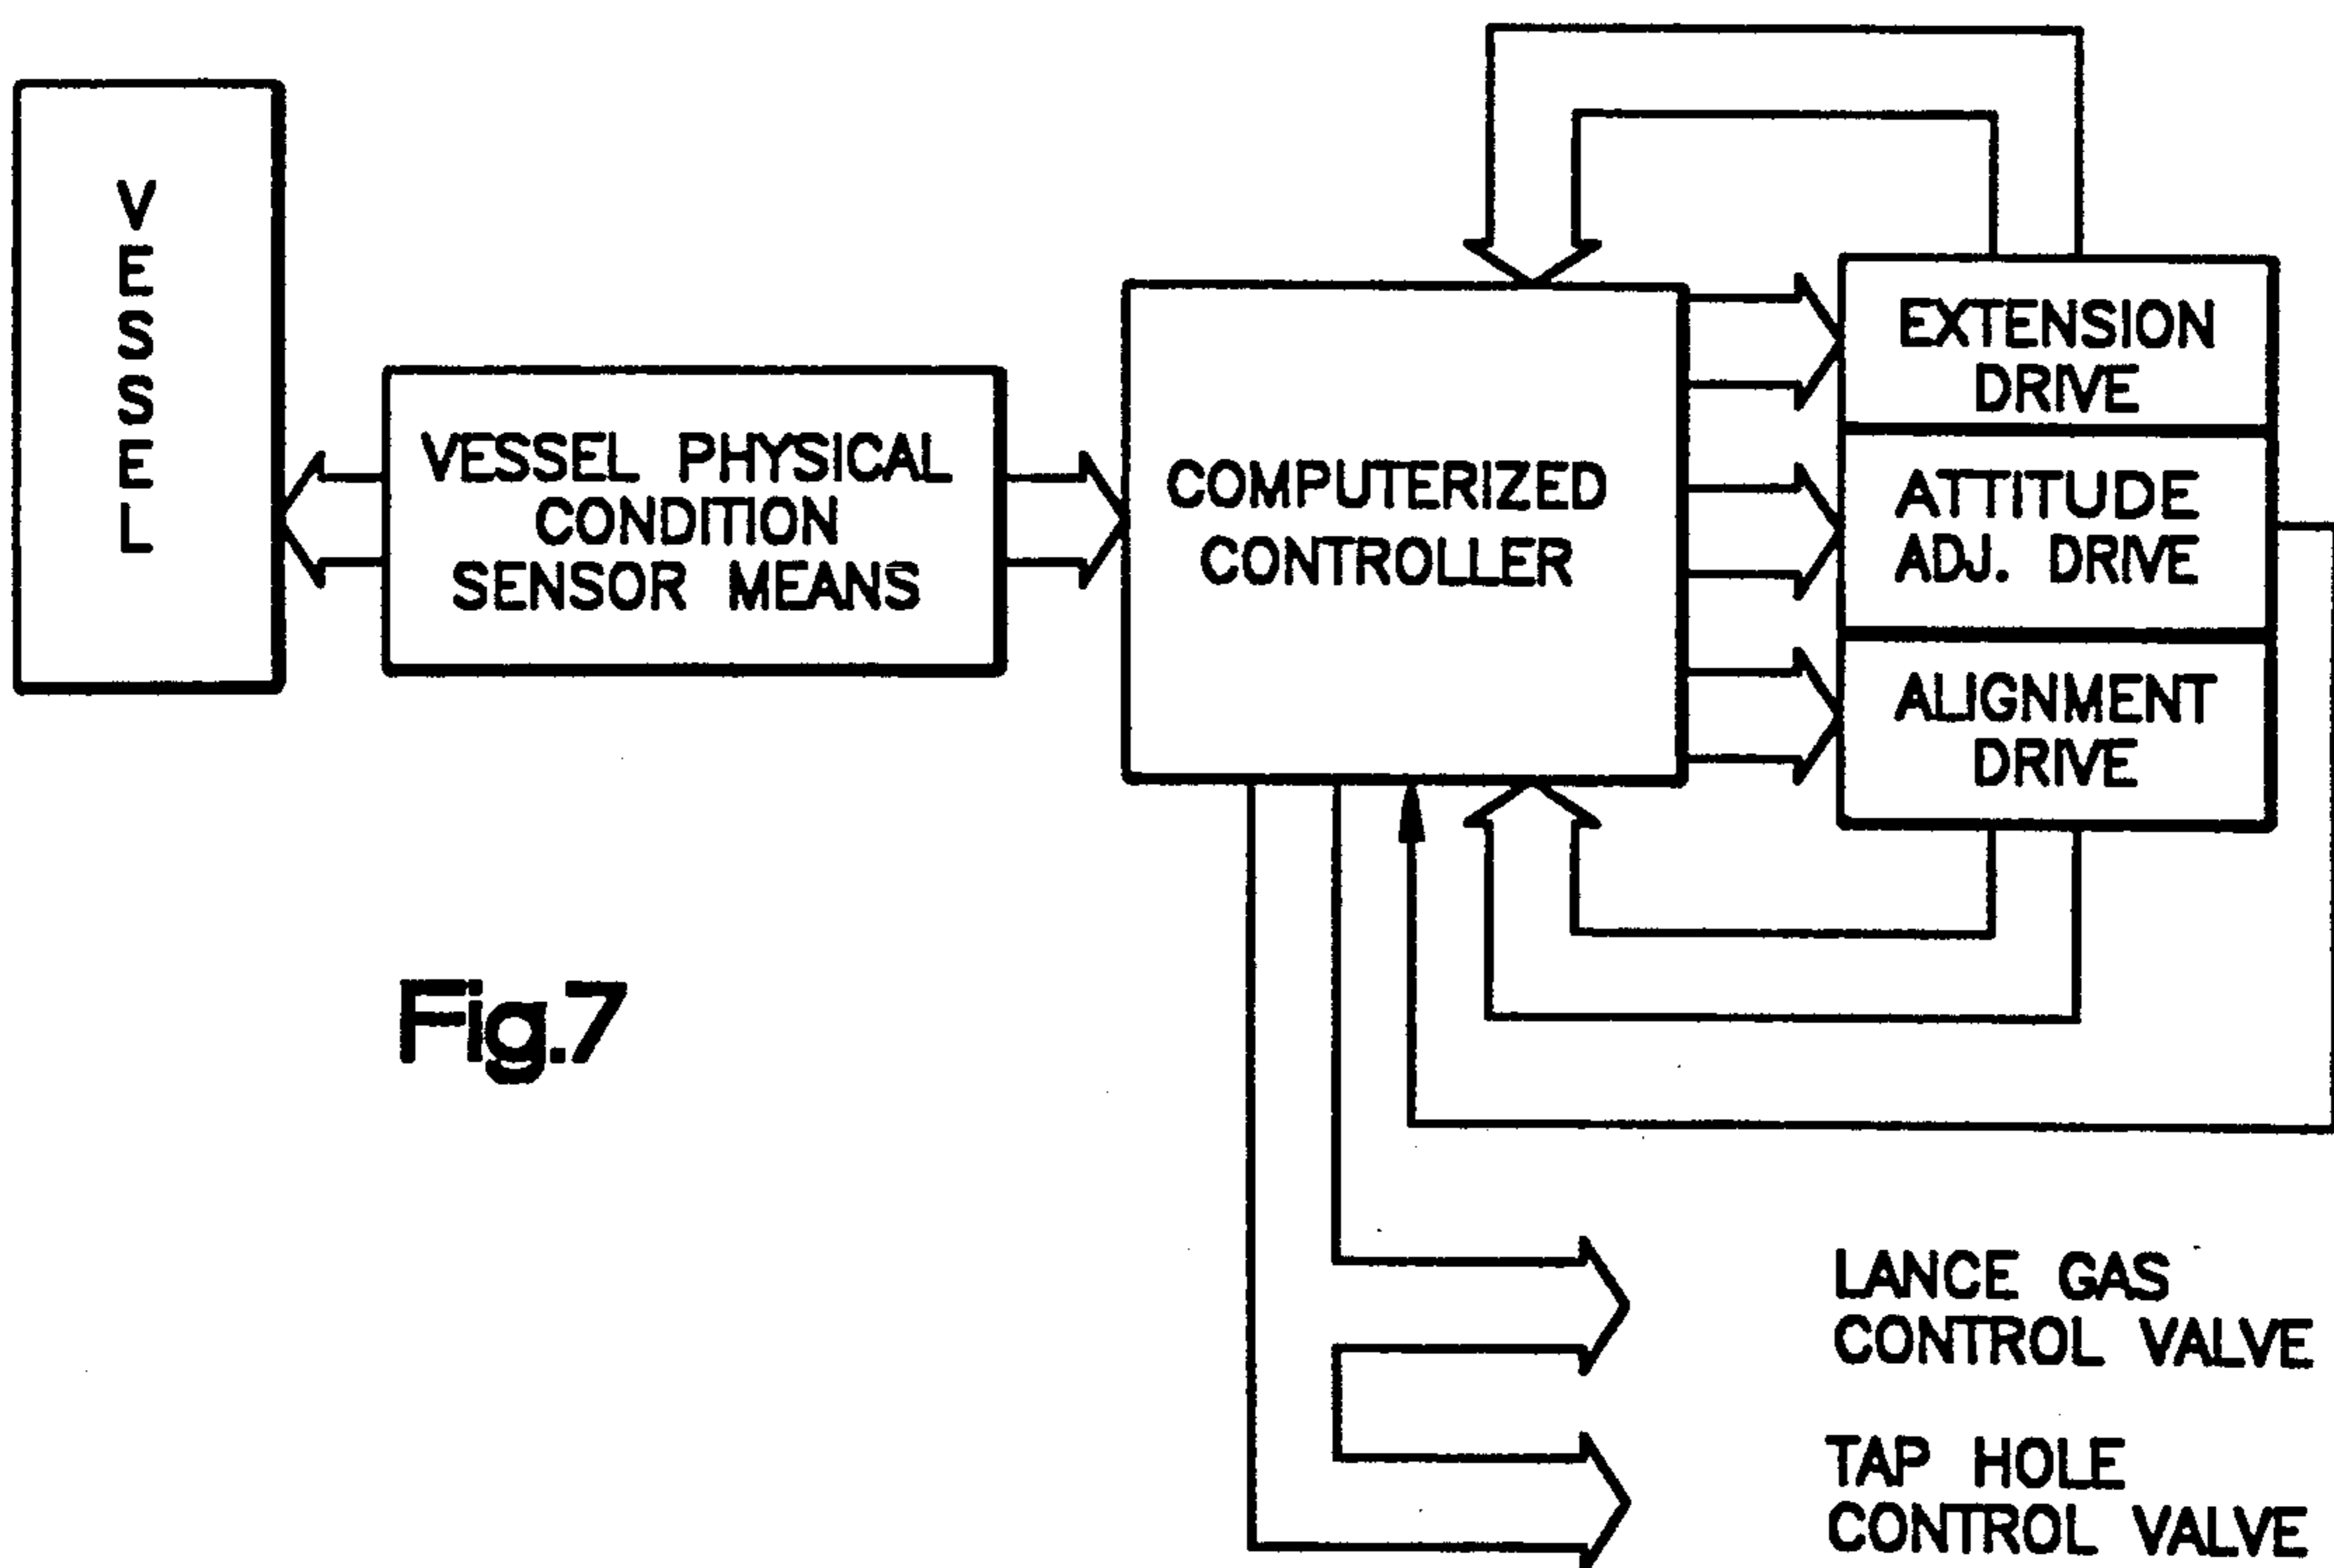 VESSEL
VESSEL PHYSICAL
CONDITION
SENSOR MEANS
COMPUTERIZED
CONTROLLER
EXTENSION
DRIVE
ATTITUDE
ADJ. DRIVE
ALIGNMENT
DRIVE
Fig.7
LANCE GAS
CONTROL VALVE
TAP HOLE
CONTROL VALVE